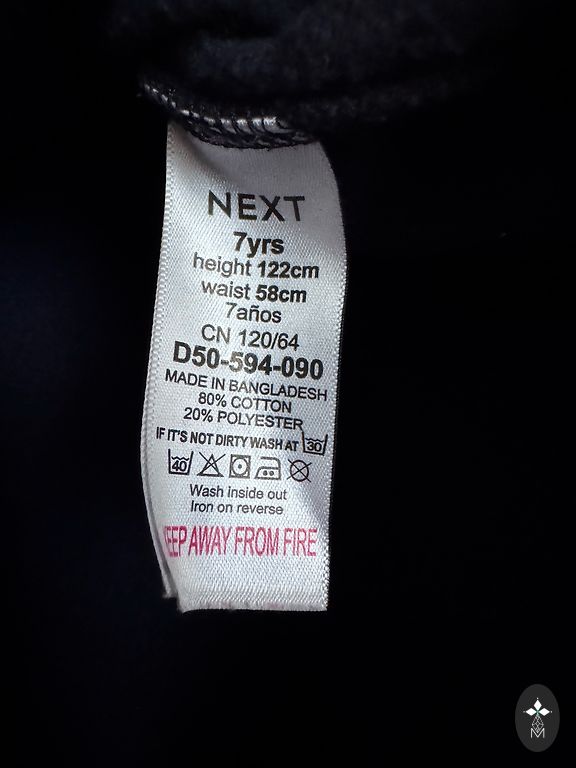 NEXT
7yrs
height 122cm
waist 58cm
7años
CN 120/64
D50-594-090
MADE IN BANGLADESH
80% COTTON
20% POLYESTER
IF IT'S NOT DIRTY WASH AT 30
40
Wash inside out
Iron on reverse
KEEP AWAY FROM FIRE
M